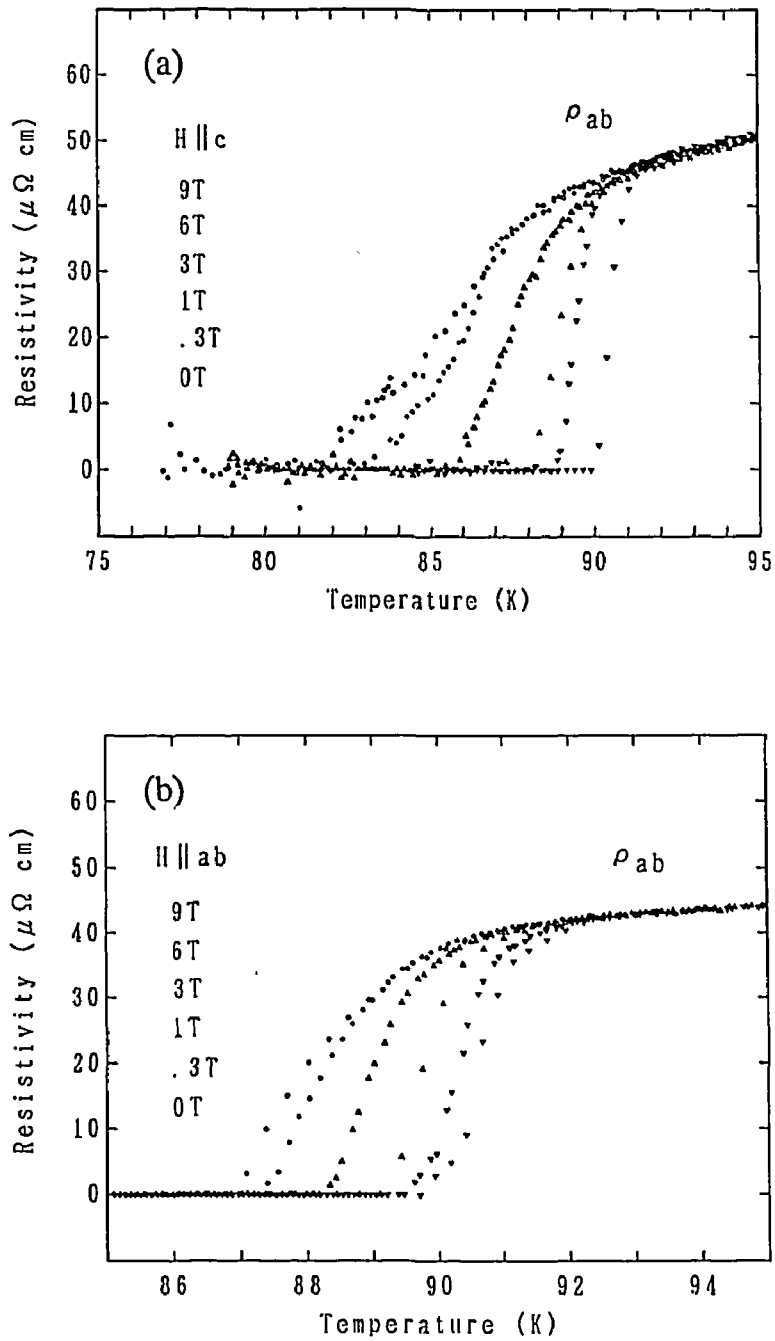 (a)
ρab
H∥c
9T
6T
3T
1T
.3T
0T
Resistivity (μΩ cm)
60
50
40
30
20
10
0
75 80 85 90 95
Temperature (K)
(b)
ρab
H∥ab
9T
6T
3T
1T
.3T
0T
Resistivity (μΩ cm)
60
50
40
30
20
10
0
86 88 90 92 94
Temperature (K)